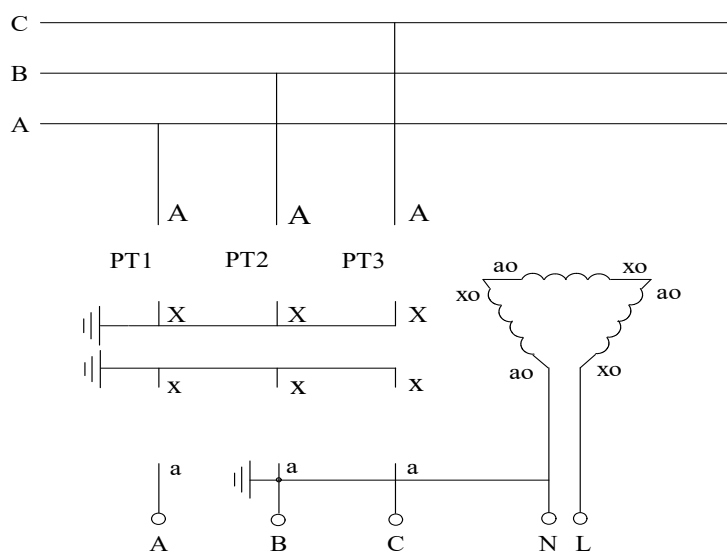 C
B
A
A A A
PT1 PT2 PT3
ao xo
xo ao
X X X
ao xo
x x x
a a a
A B C N L